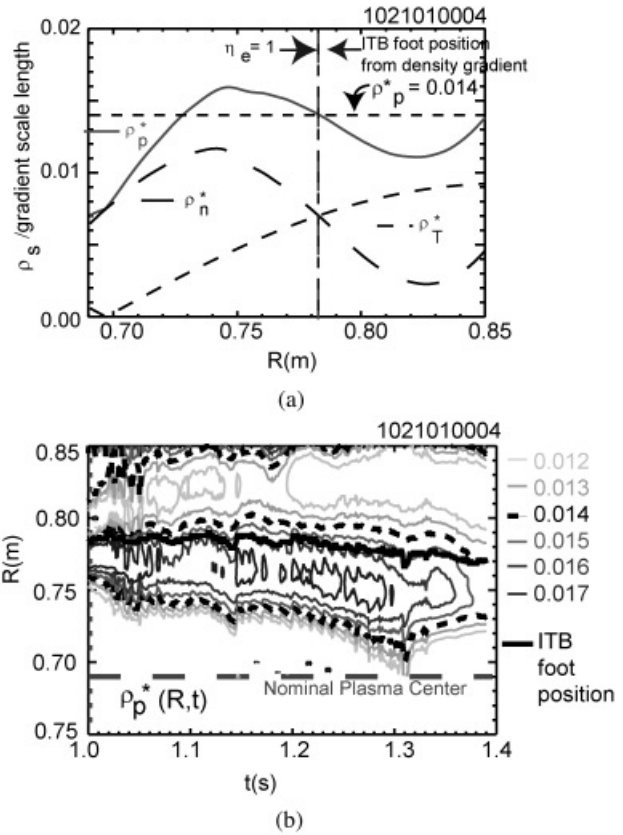 1021010004
0.02
η e = 1
ITB foot position
from density gradient
ρ*p = 0.014
ρ*p
0.01
ρ*n
ρ*T
ρ s /gradient scale length
0.00
0.70
0.75
0.80
0.85
R(m)
(a)
1021010004
0.85
0.80
0.75
0.70
0.75
R(m)
0.012
0.013
0.014
0.015
0.016
0.017
ITB
foot
position
Nominal Plasma Center
ρp* (R,t)
1.0
1.1
1.2
1.3
1.4
t(s)
(b)